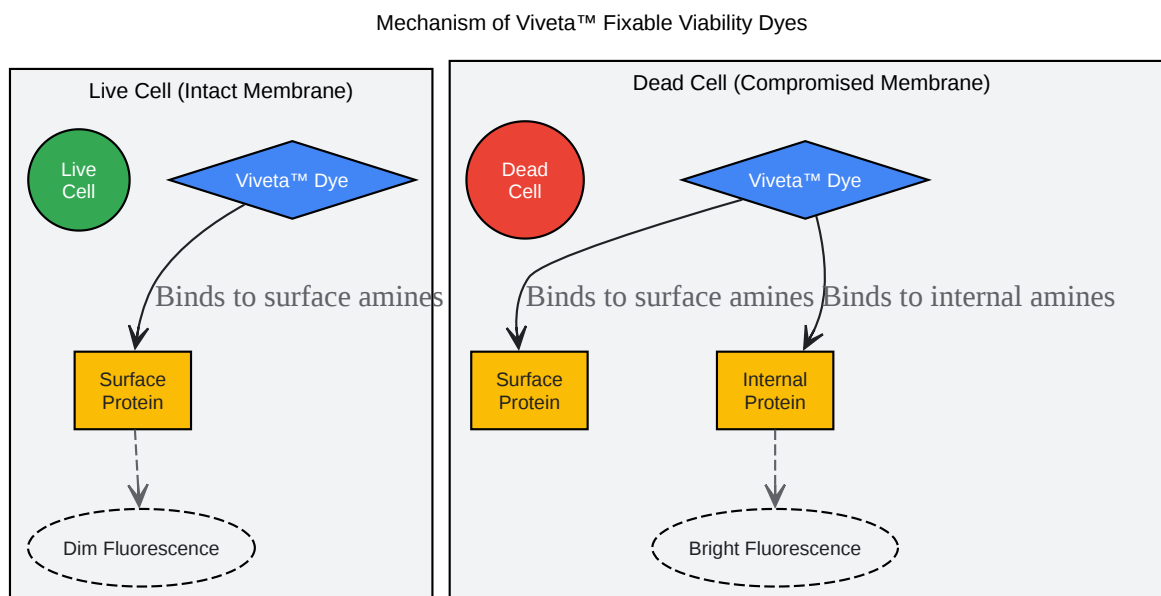 Mechanism of Viveta™ Fixable Viability Dyes
Live Cell (Intact Membrane)
Live
Cell
Viveta™ Dye
Binds to surface amines
Surface
Protein
Dim Fluorescence
Dead Cell (Compromised Membrane)
Dead
Cell
Viveta™ Dye
Binds to surface amines
Binds to internal amines
Surface
Protein
Internal
Protein
Bright Fluorescence